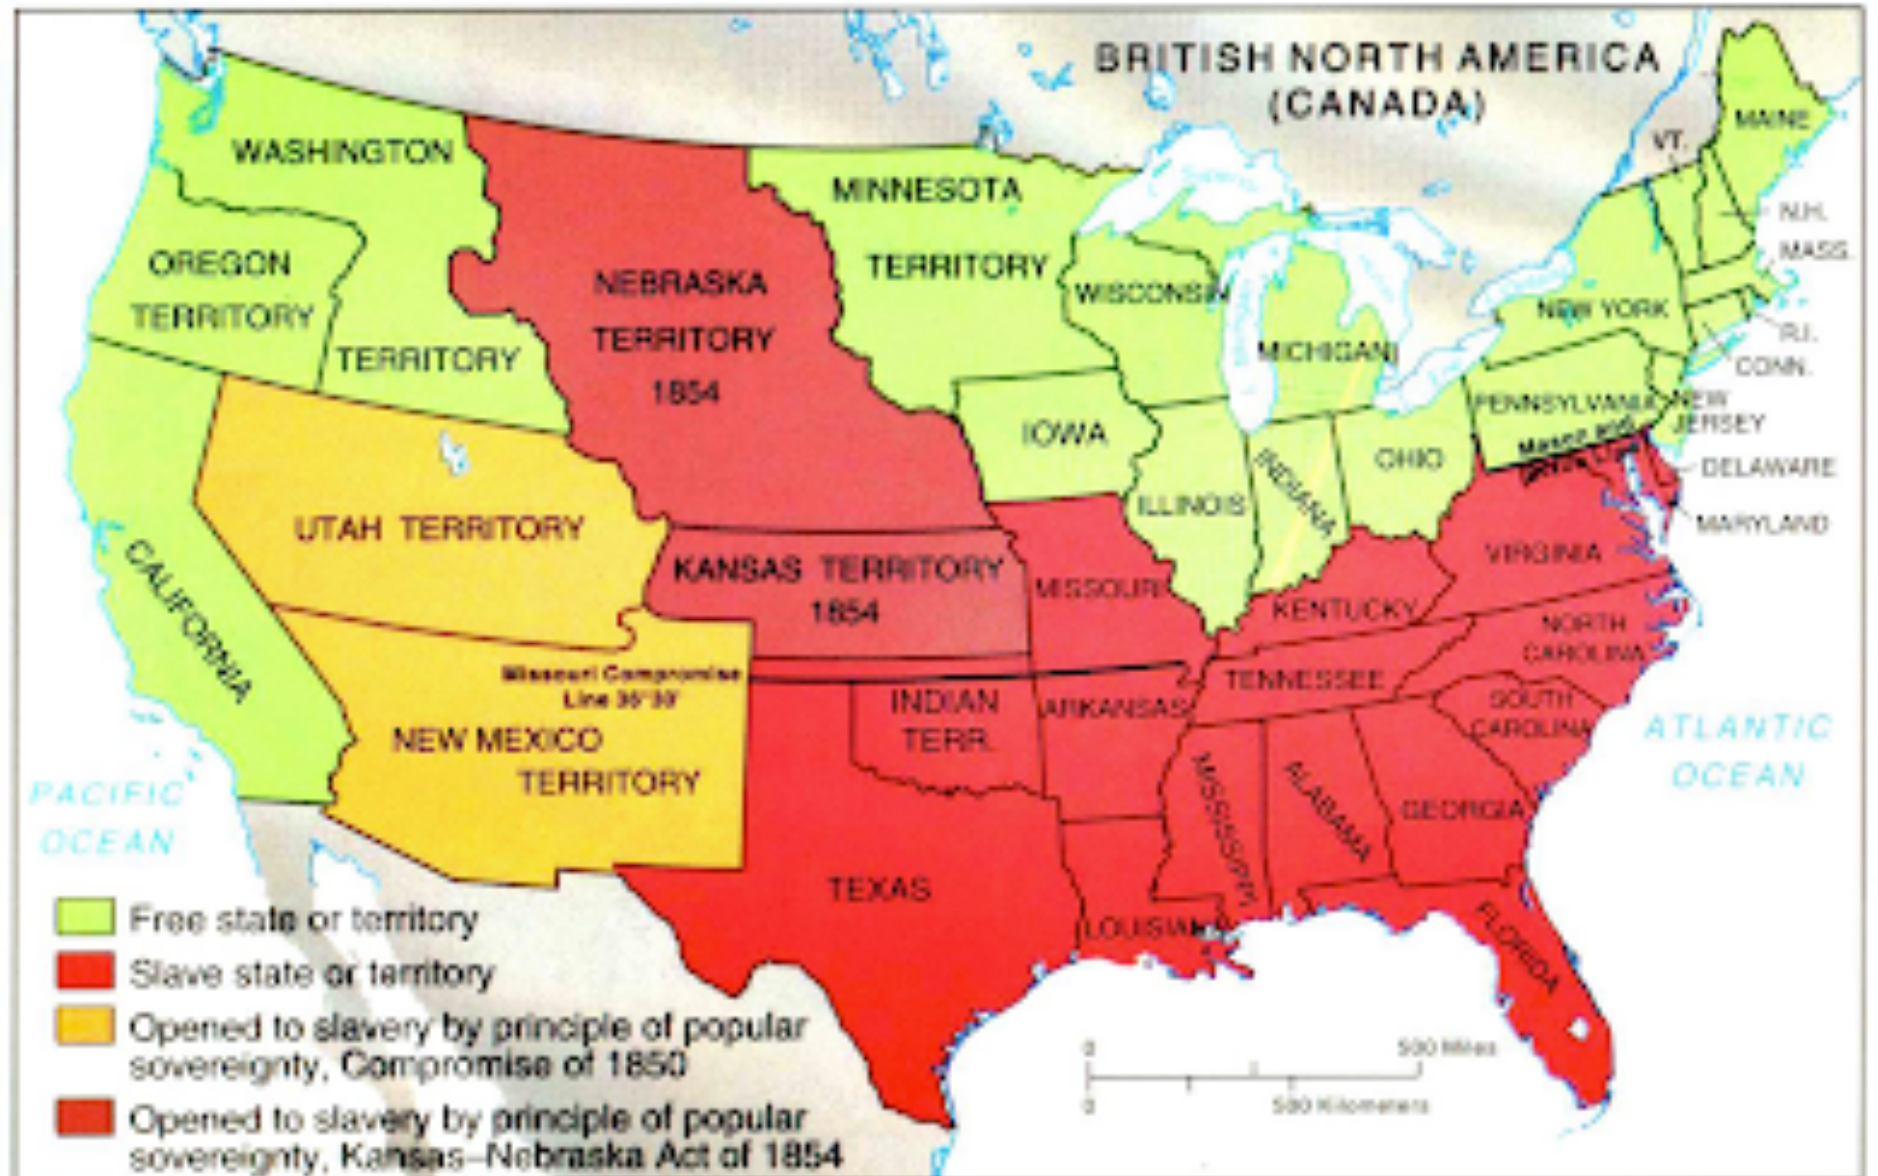 BRITISH NORTH AMERICA
(CANADA)
WASHINGTON
TERRITORY
OREGON
TERRITORY
NEBRASKA
TERRITORY
1854
MINNESOTA
TERRITORY
WISCONSIN
MICHIGAN
MAINE
VT.
N.H.
MASS.
NEW YORK
R.I.
CONN.
PENNSYLVANIA
NEW
JERSEY
Mason and
DELAWARE
MARYLAND
IOWA
ILLINOIS
INDIANA
OHIO
UTAH TERRITORY
KANSAS TERRITORY
1854
MISSOURI
KENTUCKY
VIRGINIA
CALIFORNIA
Missouri Compromise
Line 36°30'
NEW MEXICO
TERRITORY
INDIAN
TERR.
ARKANSAS
TENNESSEE
NORTH
CAROLINA
SOUTH
CAROLINA
MISSISSIPPI
ALABAMA
GEORGIA
TEXAS
LOUISIANA
FLORIDA
PACIFIC
OCEAN
ATLANTIC
OCEAN
Free state or territory
Slave state or territory
Opened to slavery by principle of popular
sovereignty, Compromise of 1850
Opened to slavery by principle of popular
sovereignty, Kansas–Nebraska Act of 1854
0 500 Miles
0 500 Kilometers